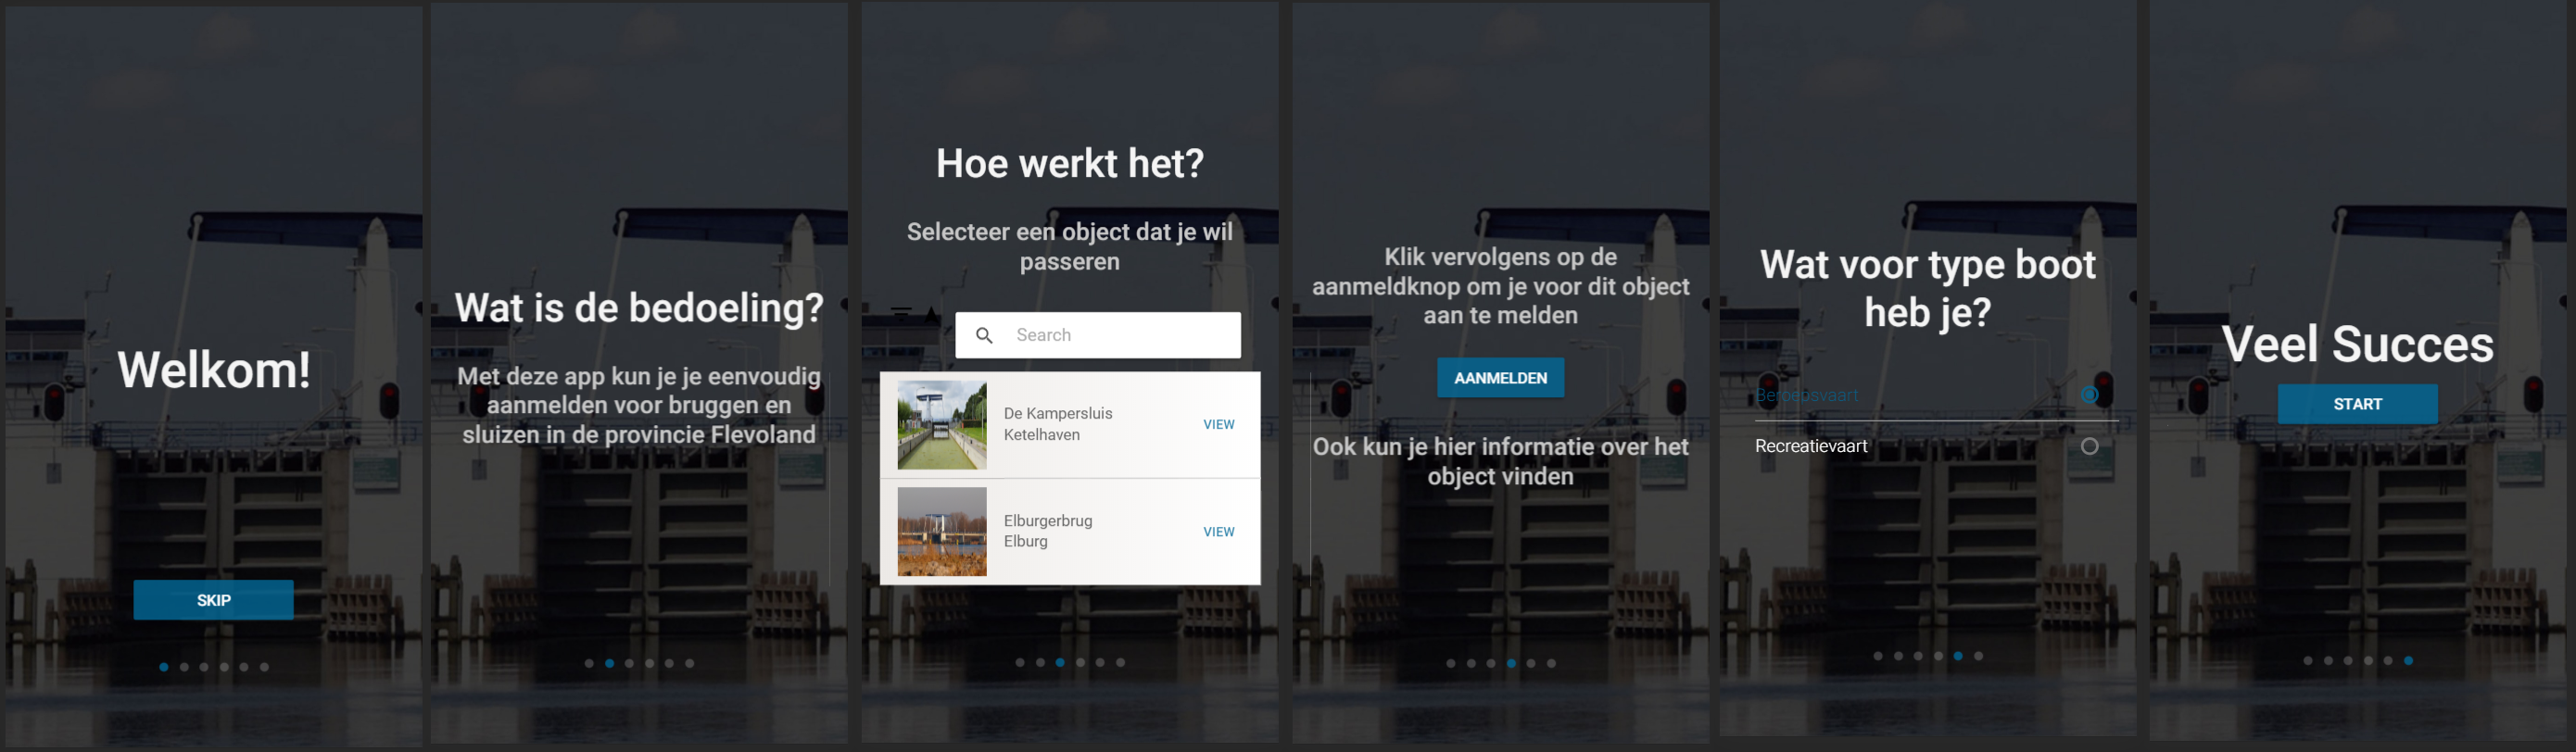 Welkom!
SKIP
Wat is de bedoeling?
Met deze app kun je je eenvoudig
aanmelden voor bruggen en
sluizen in de provincie Flevoland
Hoe werkt het?
Selecteer een object dat je wil
passeren
Search
De Kampersluis
Ketelhaven
VIEW
Elburgerbrug
Elburg
VIEW
Klik vervolgens op de
aanmeldknop om je voor dit object
aan te melden
AANMELDEN
Ook kun je hier informatie over het
object vinden
Wat voor type boot
heb je?
Beroepsvaart
Recreatievaart
Veel Succes
START